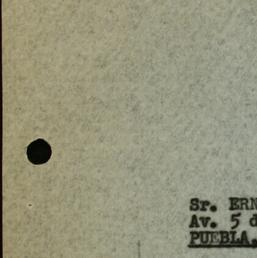 Sr. ERN
Av. 5 d
PUEBLA,